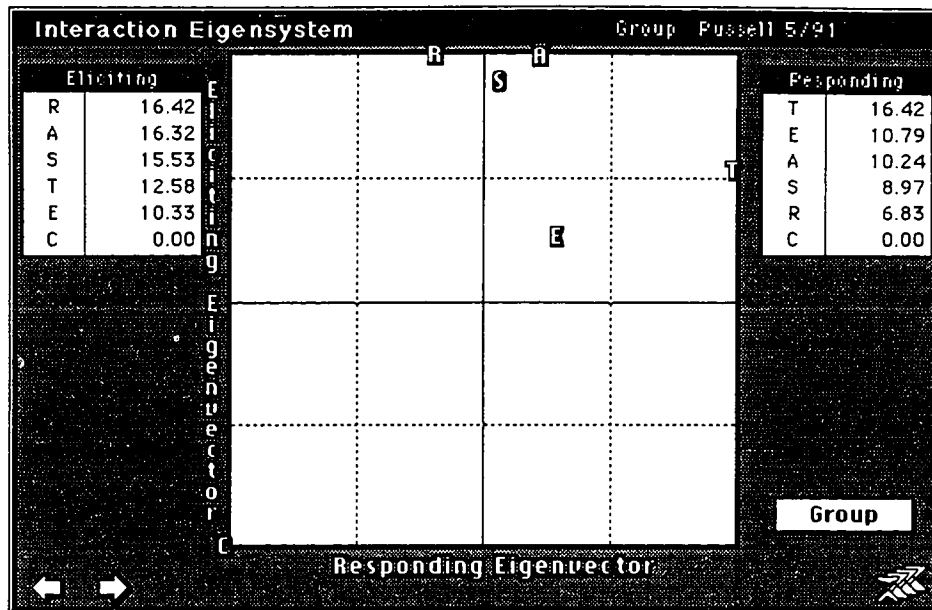 Interaction Eigensystem Group Russell 5/91
Eliciting
R 16.42
A 16.32
S 15.53
T 12.58
E 10.33
C 0.00
Eliciting Eigenvector
R A
S
T
E
C
Responding Eigenvector
Responding
T 16.42
E 10.79
A 10.24
S 8.97
R 6.83
C 0.00
Group